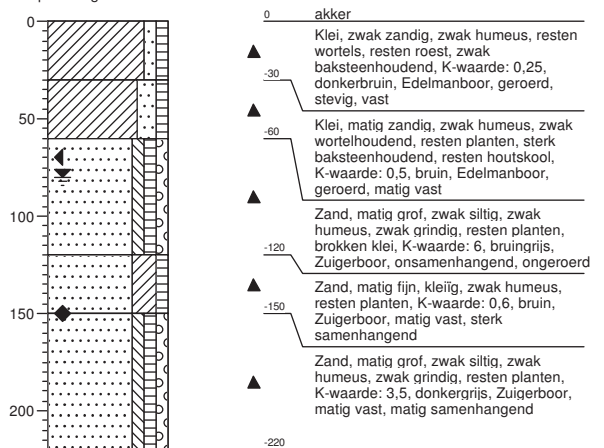 0
50
100
150
200
0 akker
Klei, zwak zandig, zwak humeus, resten
wortels, resten roest, zwak
baksteenhoudend, K-waarde: 0,25,
donkerbruin, Edelmanboor, geroerd,
stevig, vast
-30
Klei, matig zandig, zwak humeus, zwak
wortelhoudend, resten planten, sterk
baksteenhoudend, resten houtskool,
K-waarde: 0,5, bruin, Edelmanboor,
geroerd, matig vast
-60
Zand, matig grof, zwak siltig, zwak
humeus, zwak grindig, resten planten,
brokken klei, K-waarde: 6, bruingrijs,
Zuigerboor, onsamenhangend, ongeroerd
-120
Zand, matig fijn, kleiïg, zwak humeus,
resten planten, K-waarde: 0,6, bruin,
Zuigerboor, matig vast, sterk
samenhangend
-150
Zand, matig grof, zwak siltig, zwak
humeus, zwak grindig, resten planten,
K-waarde: 3,5, donkergrijs, Zuigerboor,
matig vast, matig samenhangend
-220